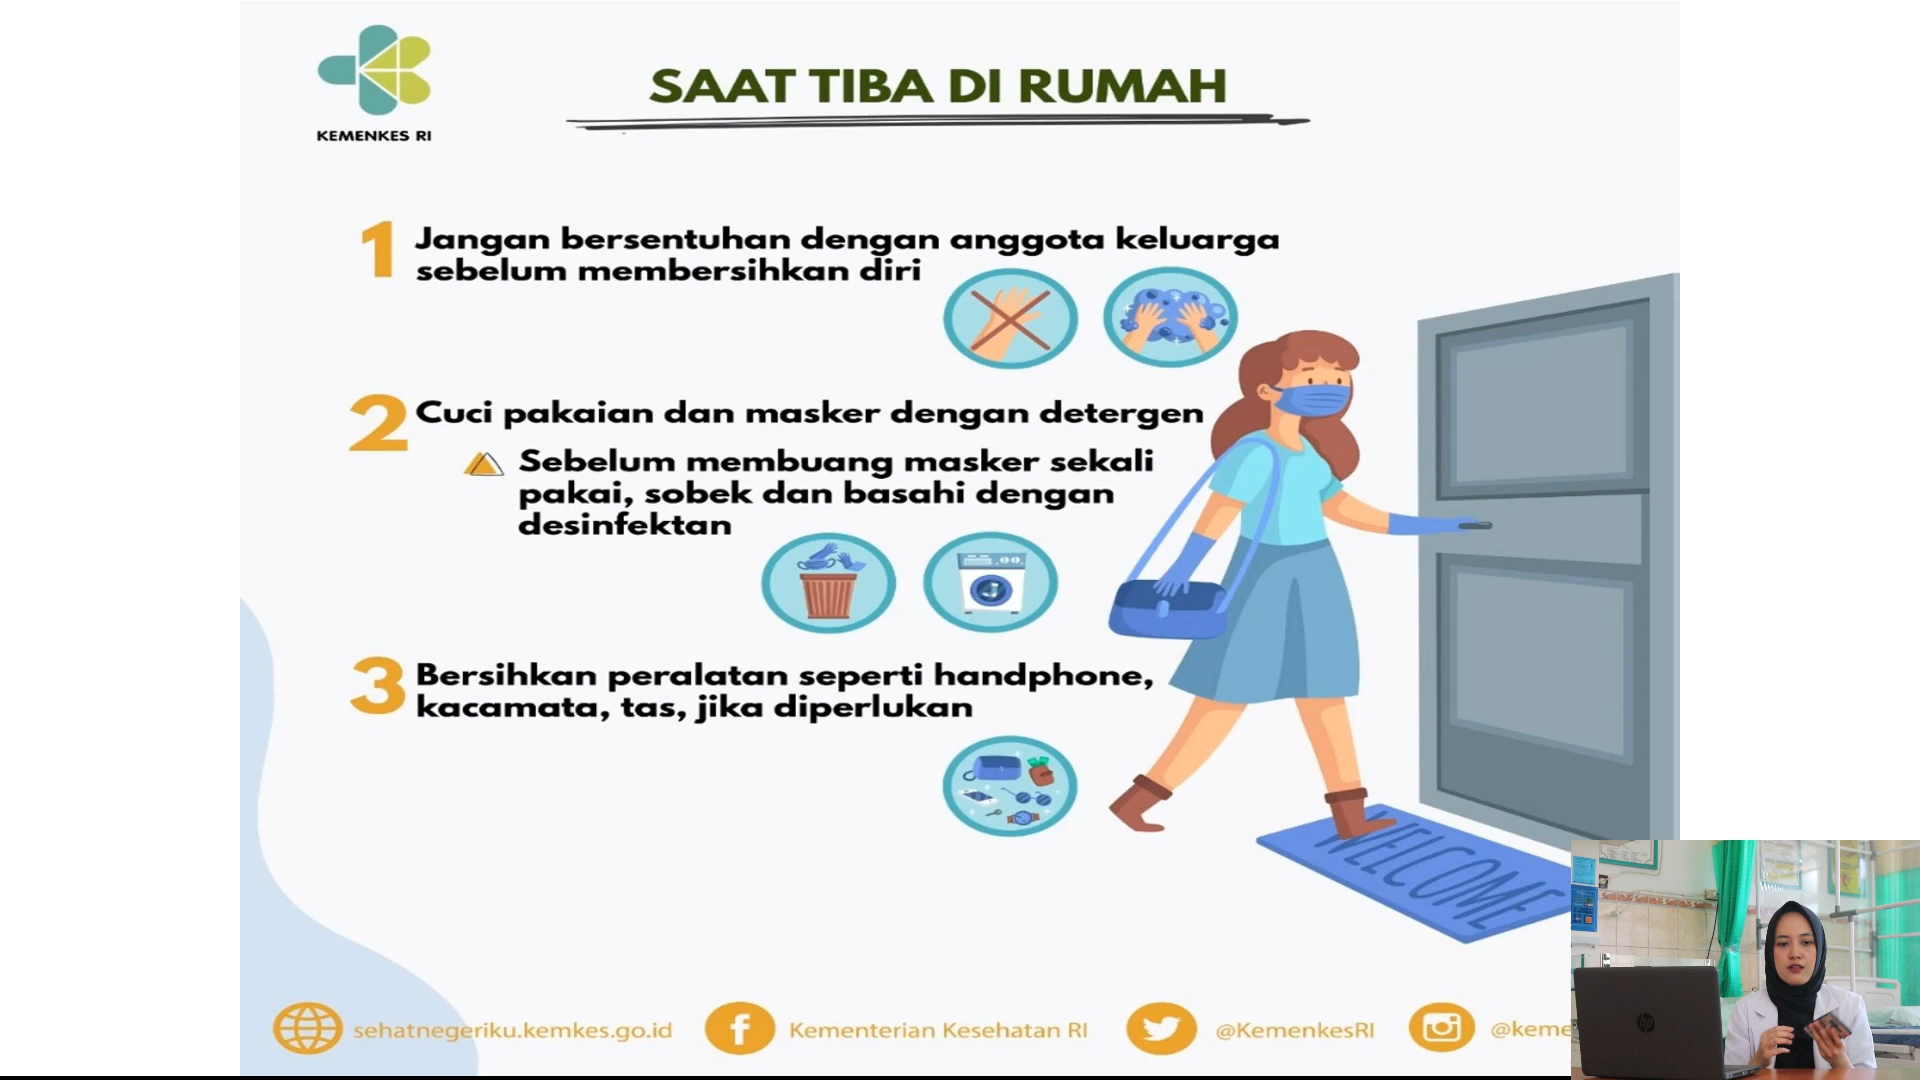 KEMENKES RI
SAAT TIBA DI RUMAH
1 Jangan bersentuhan dengan anggota keluarga
sebelum membersihkan diri
2 Cuci pakaian dan masker dengan detergen
Sebelum membuang masker sekali
pakai, sobek dan basahi dengan
desinfektan
3 Bersihkan peralatan seperti handphone,
kacamata, tas, jika diperlukan
WELCOME
sehatnegeriku.kemkes.go.id
Kementerian Kesehatan RI
@KemenkesRI
@keme
hp